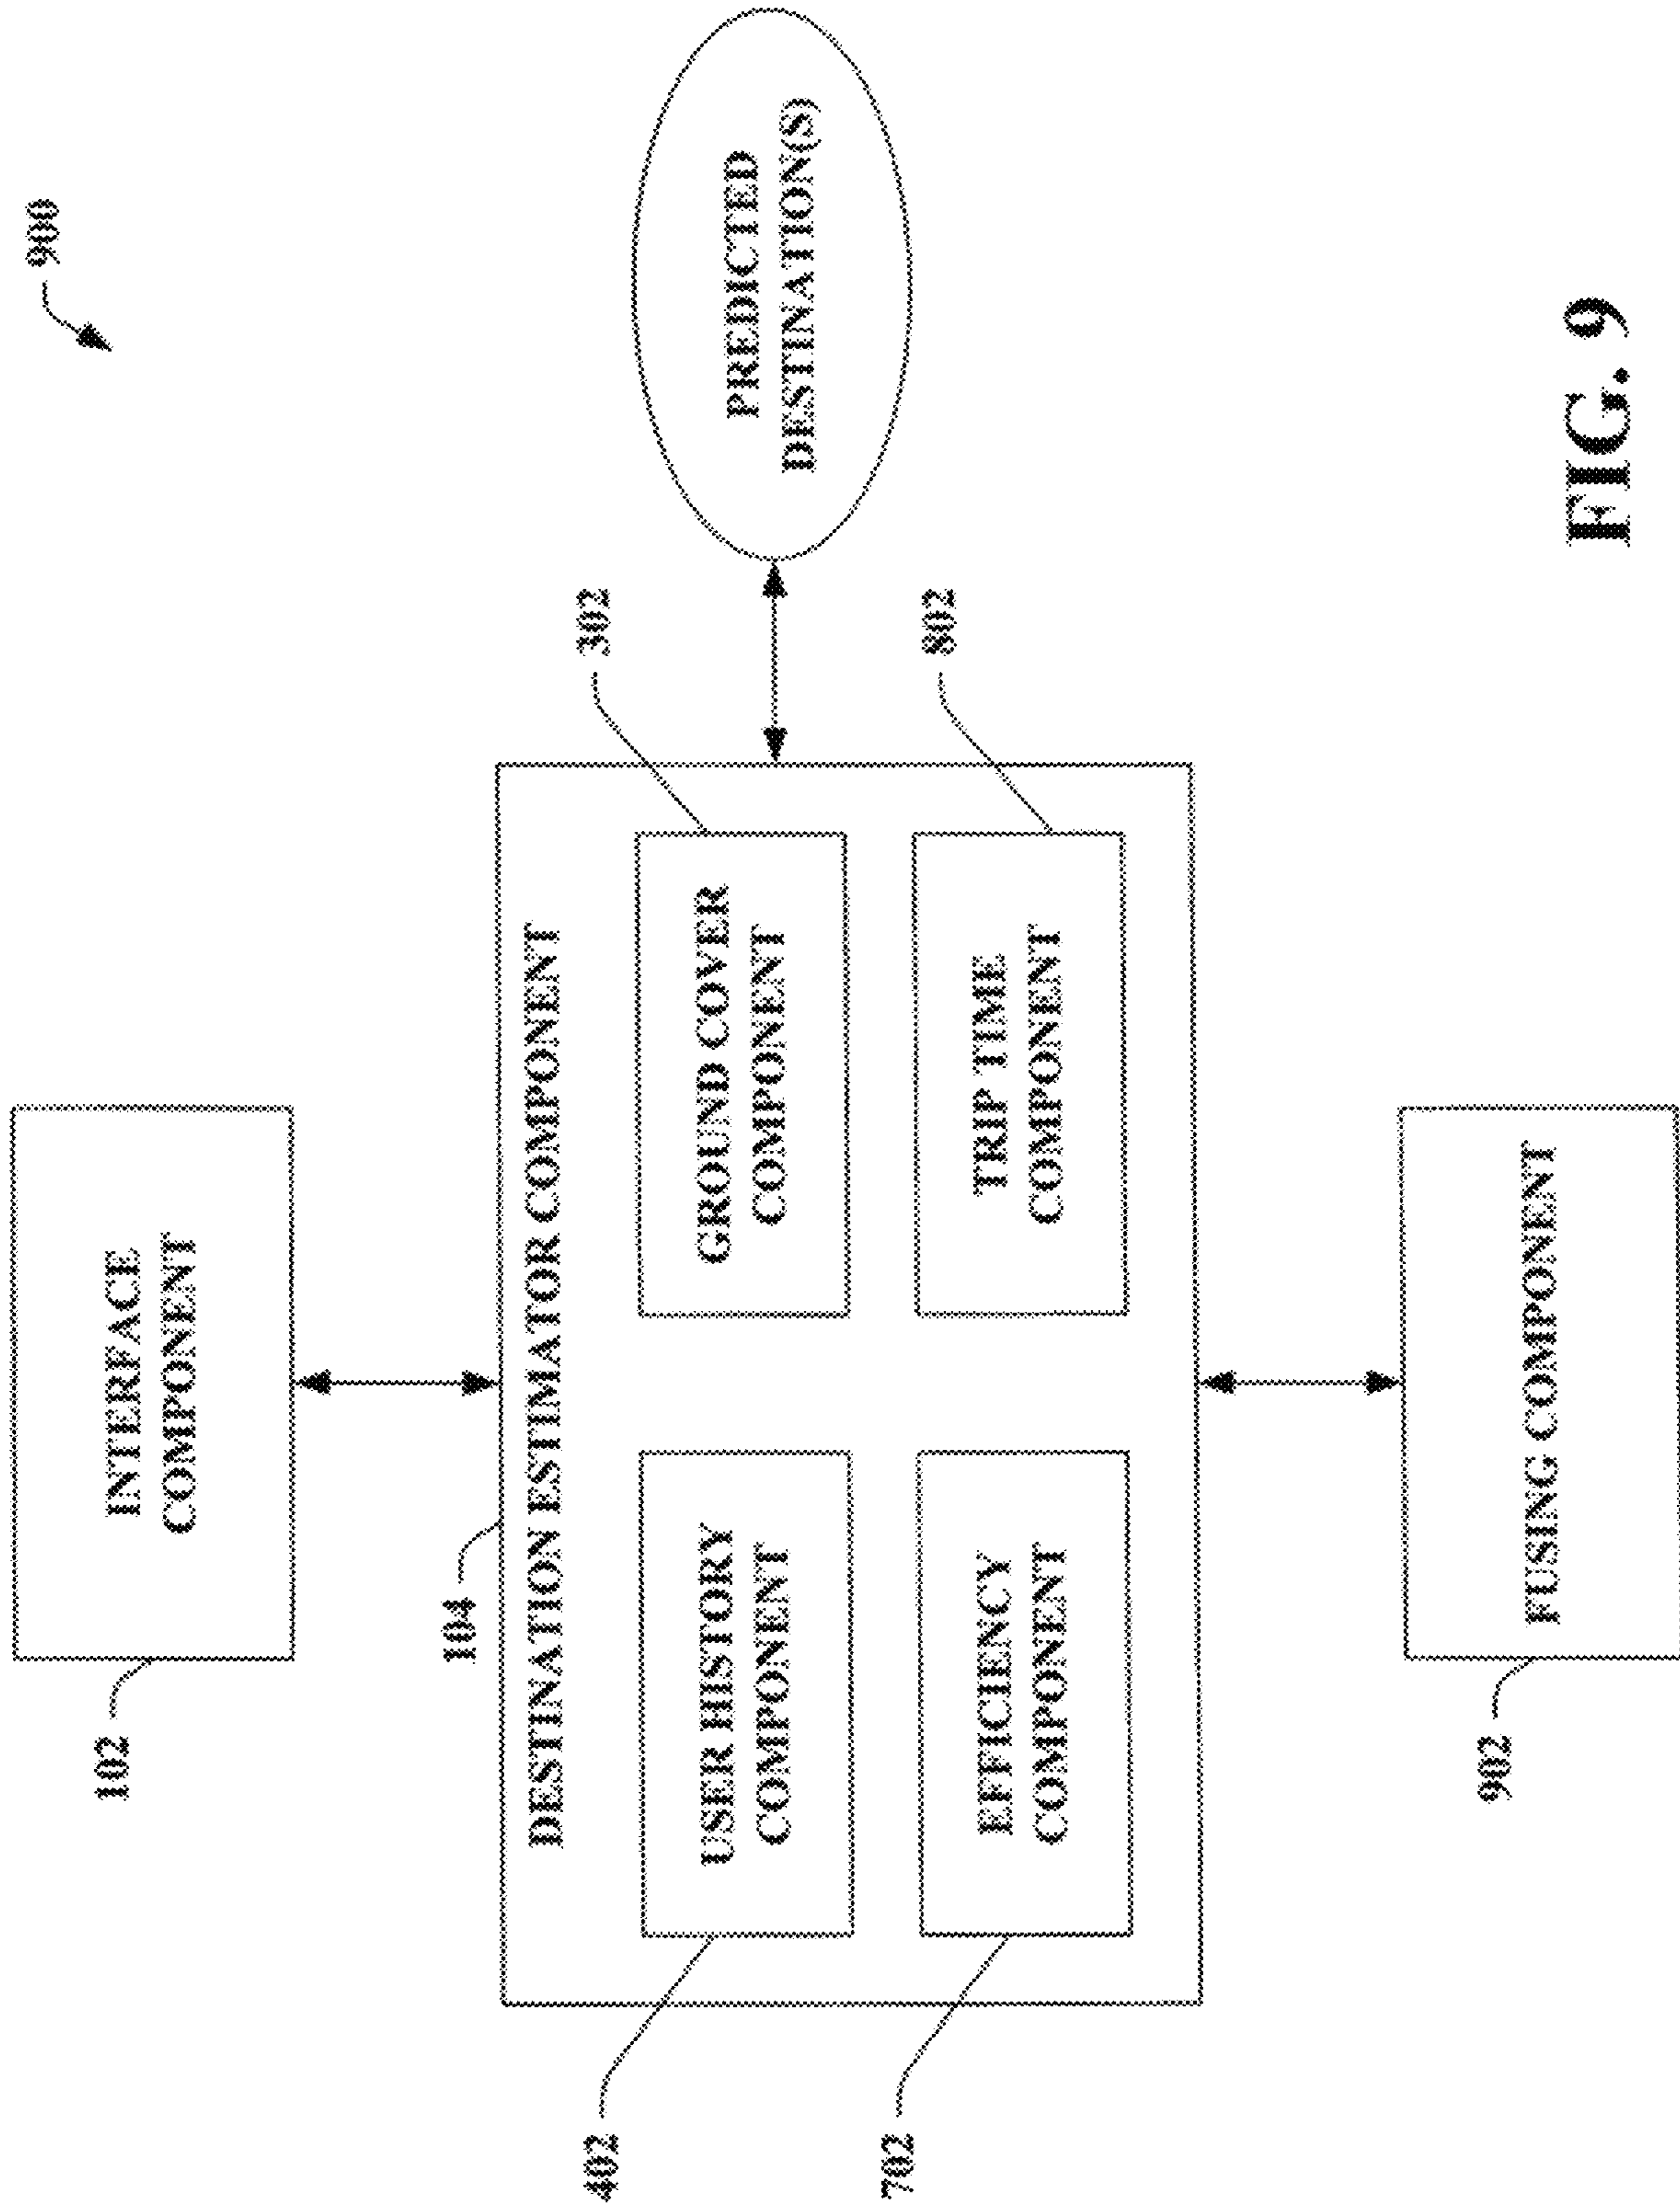 900
102
INTERFACE
COMPONENT
104
DESTINATION ESTIMATOR COMPONENT
402
USER HISTORY
COMPONENT
GROUND COVER
COMPONENT
302
PREDICTED
DESTINATION(S)
702
EFFICIENCY
COMPONENT
TRIP TIME
COMPONENT
802
902
FUSING COMPONENT
FIG. 9